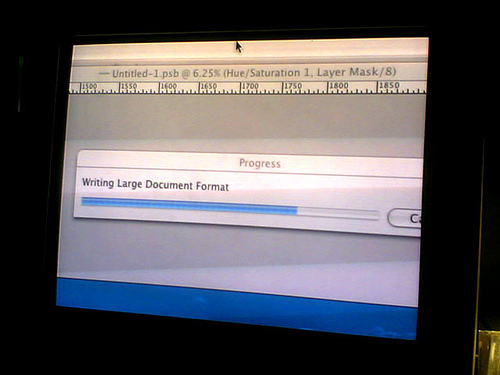 Untitled-1.psb @ 6.25% (Hue/Saturation 1, Layer Mask/8)
1500 1550 1600 1650 1700 1750 1800 1850
Progress
Writing Large Document Format